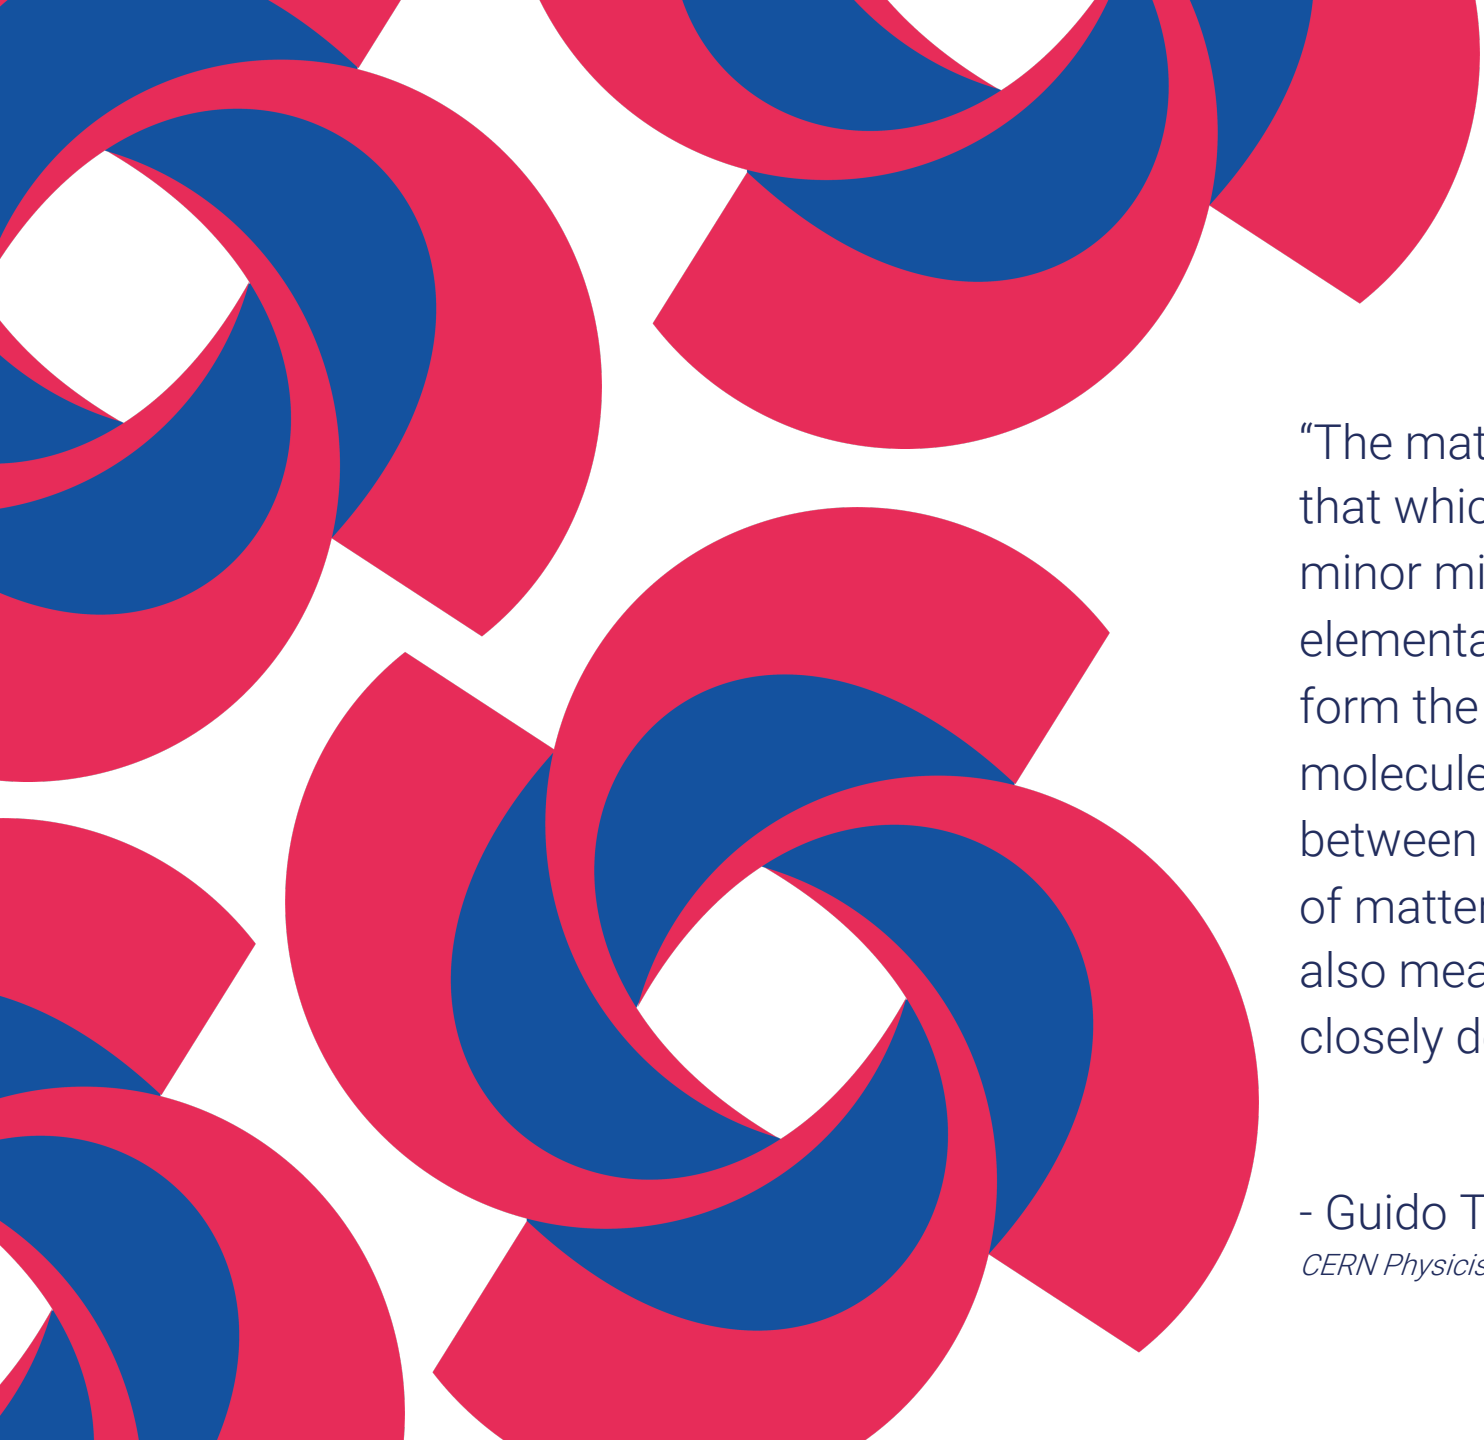 “The mat
that whic
minor mi
elementa
form the
molecule
between
of matter
also mea
closely d
- Guido T
CERN Physicis